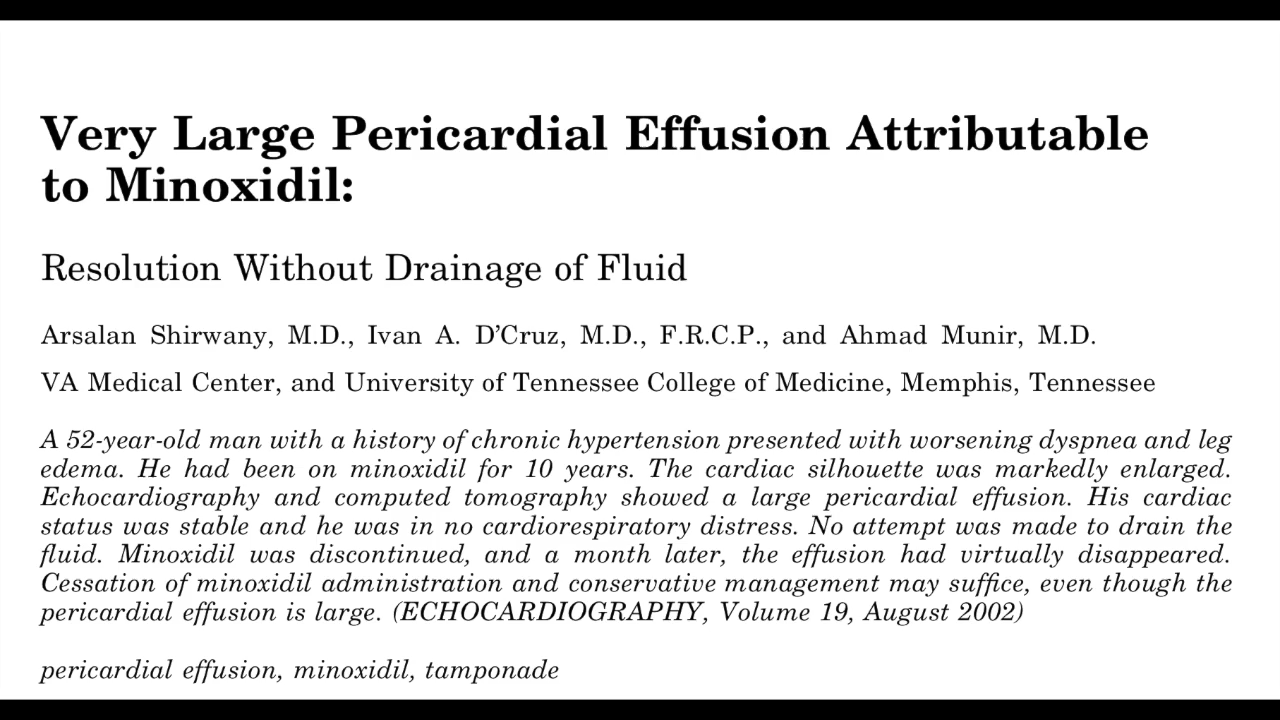 Very Large Pericardial Effusion Attributable
to Minoxidil:
Resolution Without Drainage of Fluid
Arsalan Shirwany, M.D., Ivan A. D’Cruz, M.D., F.R.C.P., and Ahmad Munir, M.D.
VA Medical Center, and University of Tennessee College of Medicine, Memphis, Tennessee
A 52-year-old man with a history of chronic hypertension presented with worsening dyspnea and leg
edema. He had been on minoxidil for 10 years. The cardiac silhouette was markedly enlarged.
Echocardiography and computed tomography showed a large pericardial effusion. His cardiac
status was stable and he was in no cardiorespiratory distress. No attempt was made to drain the
fluid. Minoxidil was discontinued, and a month later, the effusion had virtually disappeared.
Cessation of minoxidil administration and conservative management may suffice, even though the
pericardial effusion is large. (ECHOCARDIOGRAPHY, Volume 19, August 2002)
pericardial effusion, minoxidil, tamponade